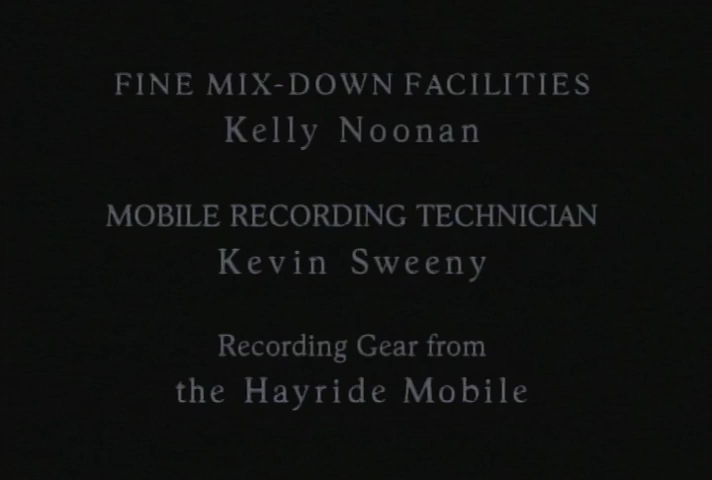 FINE MIX-DOWN FACILITIES
Kelly Noonan
MOBILE RECORDING TECHNICIAN
Kevin Sweeny
Recording Gear from
the Hayride Mobile